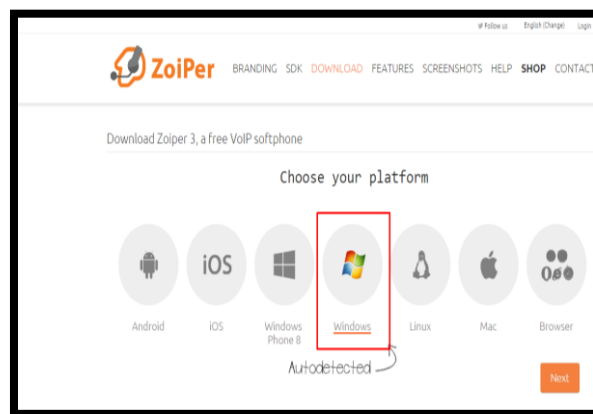 Follow us English (Change) Login
ZoiPer BRANDING SDK DOWNLOAD FEATURES SCREENSHOTS HELP SHOP CONTACT
Download Zoiper 3, a free VoIP softphone
Choose your platform
iOS
Android iOS Windows Phone 8 Windows Linux Mac Browser
Autodetected
Next